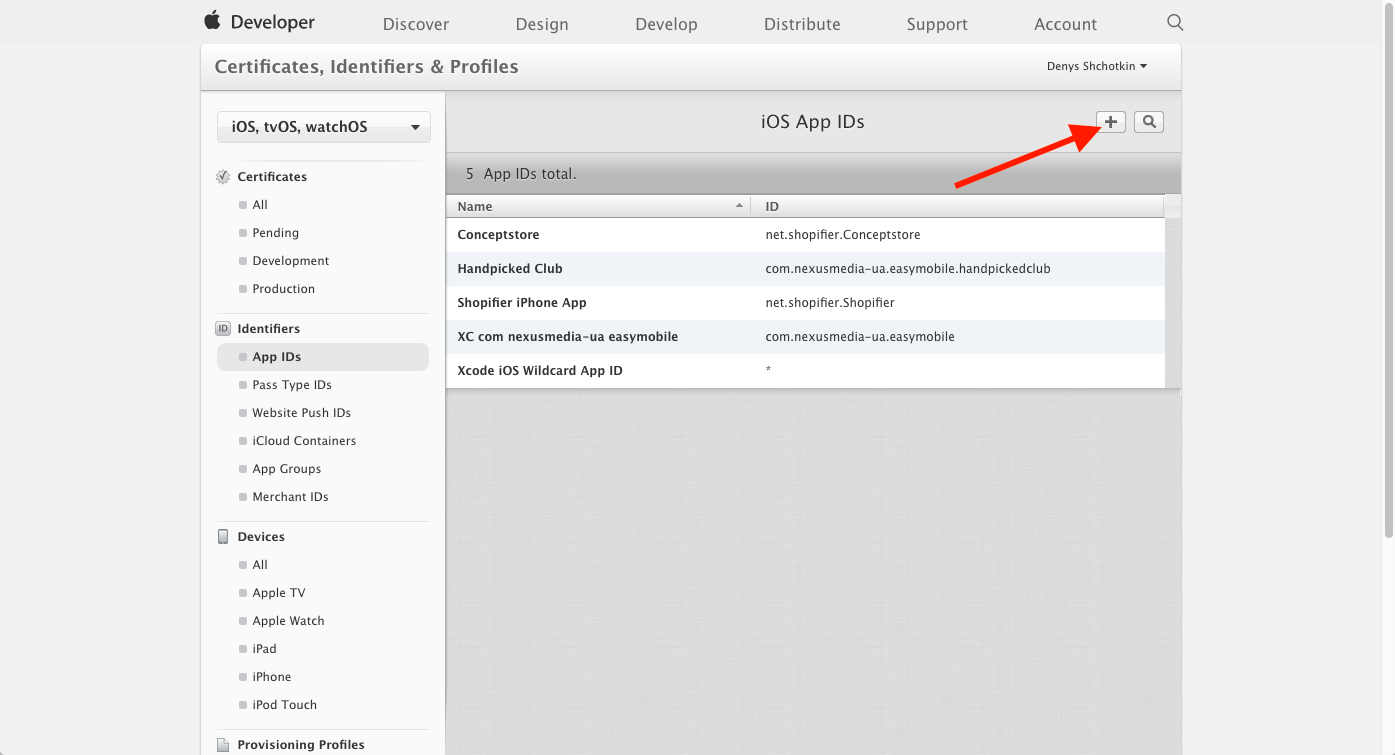 Developer Discover Design Develop Distribute Support Account
Certificates, Identifiers & Profiles
Denys Shchotkin
iOS, tvOS, watchOS
Certificates
All
Pending
Development
Production
ID Identifiers
App IDs
Pass Type IDs
Website Push IDs
iCloud Containers
App Groups
Merchant IDs
Devices
All
Apple TV
Apple Watch
iPad
iPhone
iPod Touch
Provisioning Profiles
iOS App IDs
5 App IDs total.
Name ID
Conceptstore net.shopifier.Conceptstore
Handpicked Club com.nexusmedia-ua.easymobile.handpickedclub
Shopifier iPhone App net.shopifier.Shopifier
XC com nexusmedia-ua easymobile com.nexusmedia-ua.easymobile
Xcode iOS Wildcard App ID *